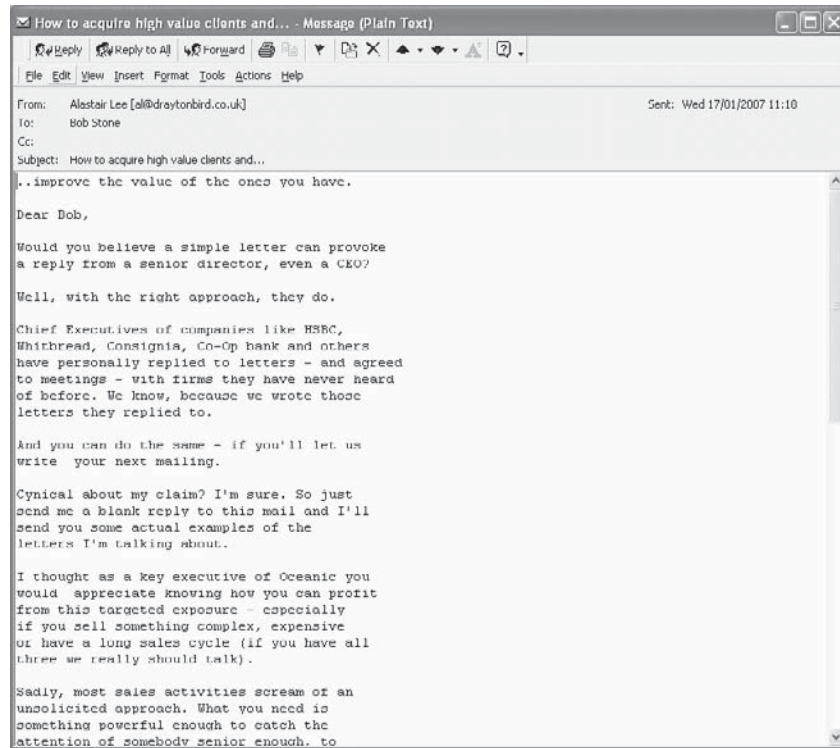 How to acquire high value clients and... - Message (Plain Text)
Reply Reply to All Forward
File Edit View Insert Format Tools Actions Help
From: Alastair Lee [al@draytonbird.co.uk] Sent: Wed 17/01/2007 11:10
To: Bob Stone
Cc:
Subject: How to acquire high value clients and...
..improve the value of the ones you have.
Dear Bob,
Would you believe a simple letter can provoke
a reply from a senior director, even a CEO?
Well, with the right approach, they do.
Chief Executives of companies like HSBC,
Whitbread, Consignia, Co-Op bank and others
have personally replied to letters - and agreed
to meetings - with firms they have never heard
of before. We know, because we wrote those
letters they replied to.
And you can do the same - if you'll let us
write your next mailing.
Cynical about my claim? I'm sure. So just
send me a blank reply to this mail and I'll
send you some actual examples of the
letters I'm talking about.
I thought as a key executive of Oceanic you
would appreciate knowing how you can profit
from this targeted exposure - especially
if you sell something complex, expensive
or have a long sales cycle (if you have all
three we really should talk).
Sadly, most sales activities scream of an
unsolicited approach. What you need is
something powerful enough to catch the
attention of somebody senior enough, to